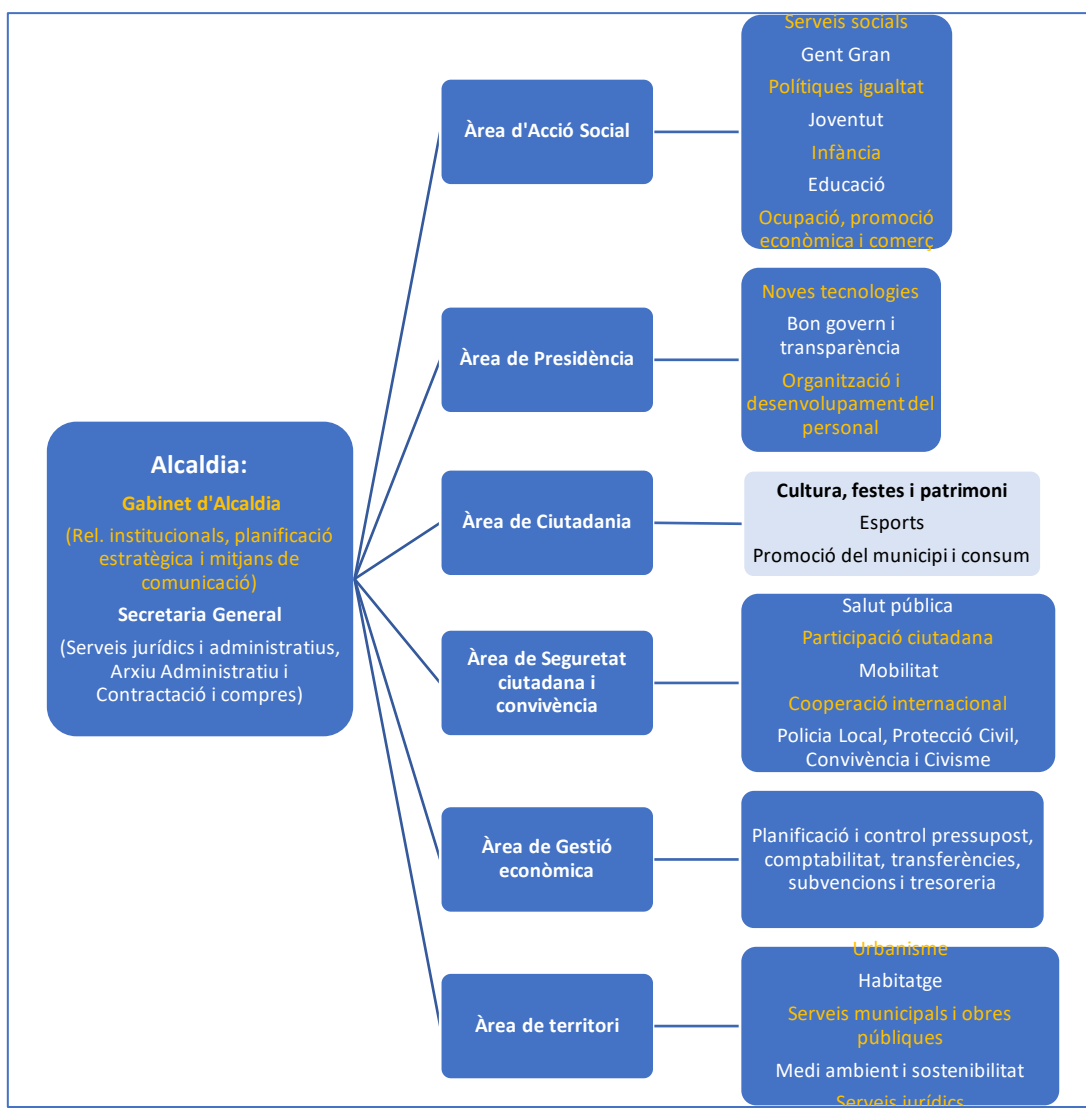 Alcaldia:
Gabinet d'Alcaldia
(Rel. institucionals, planificació
estratègica i mitjans de
comunicació)
Secretaria General
(Serveis jurídics i administratius,
Arxiu Administratiu i
Contractació i compres)
Àrea d'Acció Social
Serveis socials
Gent Gran
Polítiques igualtat
Joventut
Infància
Educació
Ocupació, promoció
econòmica i comerç
Àrea de Presidència
Noves tecnologies
Bon govern i
transparència
Organització i
desenvolupament del
personal
Àrea de Ciutadania
Cultura, festes i patrimoni
Esports
Promoció del municipi i consum
Àrea de Seguretat
ciutadana i
convivència
Salut pública
Participació ciutadana
Mobilitat
Cooperació internacional
Policia Local, Protecció Civil,
Convivència i Civisme
Àrea de Gestió
econòmica
Planificació i control pressupost,
comptabilitat, transferències,
subvencions i tresoreria
Àrea de territori
Urbanisme
Habitatge
Serveis municipals i obres
públiques
Medi ambient i sostenibilitat
Serveis jurídics